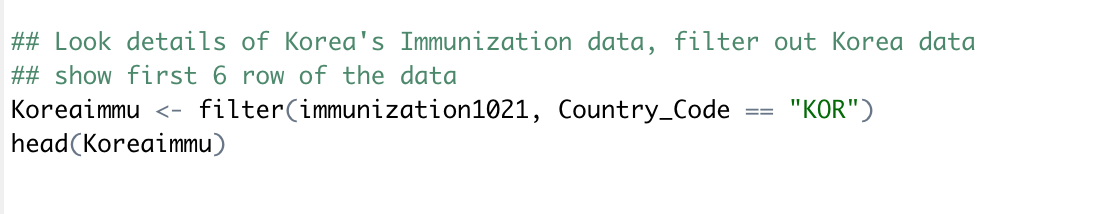 ## Look details of Korea's Immunization data, filter out Korea data
## show first 6 row of the data
Koreaimmu <- filter(immunization1021, Country_Code == "KOR")
head(Koreaimmu)